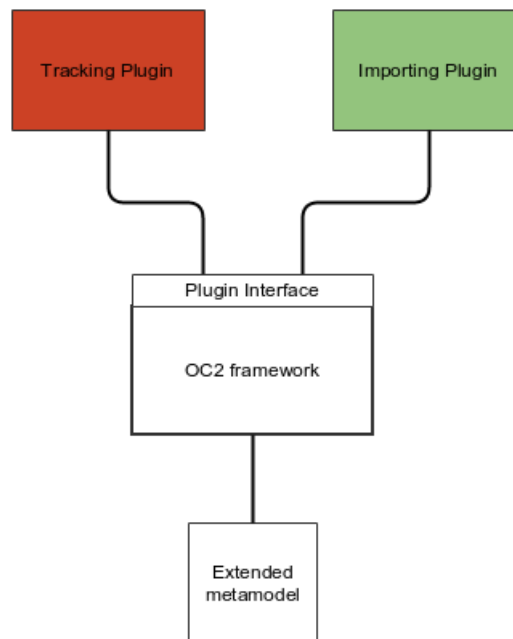 Tracking Plugin
Importing Plugin
Plugin Interface
OC2 framework
Extended
metamodel